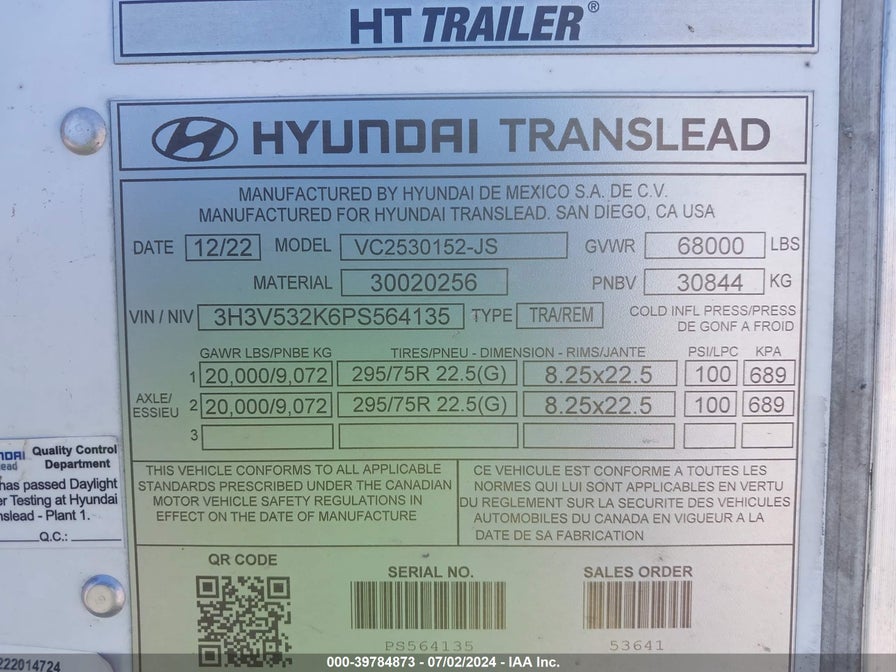 HT TRAILER®
HYUNDAI TRANSLEAD
MANUFACTURED BY HYUNDAI DE MEXICO S.A. DE C.V.
MANUFACTURED FOR HYUNDAI TRANSLEAD. SAN DIEGO, CA USA
DATE 12/22 MODEL VC2530152-JS GVWR 68000 LBS
MATERIAL 30020256 PNBV 30844 KG
VIN / NIV 3H3V532K6PS564135 TYPE TRA/REM COLD INFL PRESS/PRESS
DE GONF A FROID
GAWR LBS/PNBE KG TIRES/PNEU - DIMENSION - RIMS/JANTE PSI/LPC KPA
AXLE/
ESSIEU
1 20,000/9,072 295/75R 22.5(G) 8.25x22.5 100 689
2 20,000/9,072 295/75R 22.5(G) 8.25x22.5 100 689
3
THIS VEHICLE CONFORMS TO ALL APPLICABLE
STANDARDS PRESCRIBED UNDER THE CANADIAN
MOTOR VEHICLE SAFETY REGULATIONS IN
EFFECT ON THE DATE OF MANUFACTURE
CE VEHICULE EST CONFORME A TOUTES LES
NORMES QUI LUI SONT APPLICABLES EN VERTU
DU REGLEMENT SUR LA SECURITE DES VEHICULES
AUTOMOBILES DU CANADA EN VIGUEUR A LA
DATE DE SA FABRICATION
QR CODE
SERIAL NO.
PS564135
SALES ORDER
53641
Quality Control
Department
has passed Daylight
er Testing at Hyundai
nslead - Plant 1.
Q.C.:
222014724
000-39784873 - 07/02/2024 - IAA Inc.